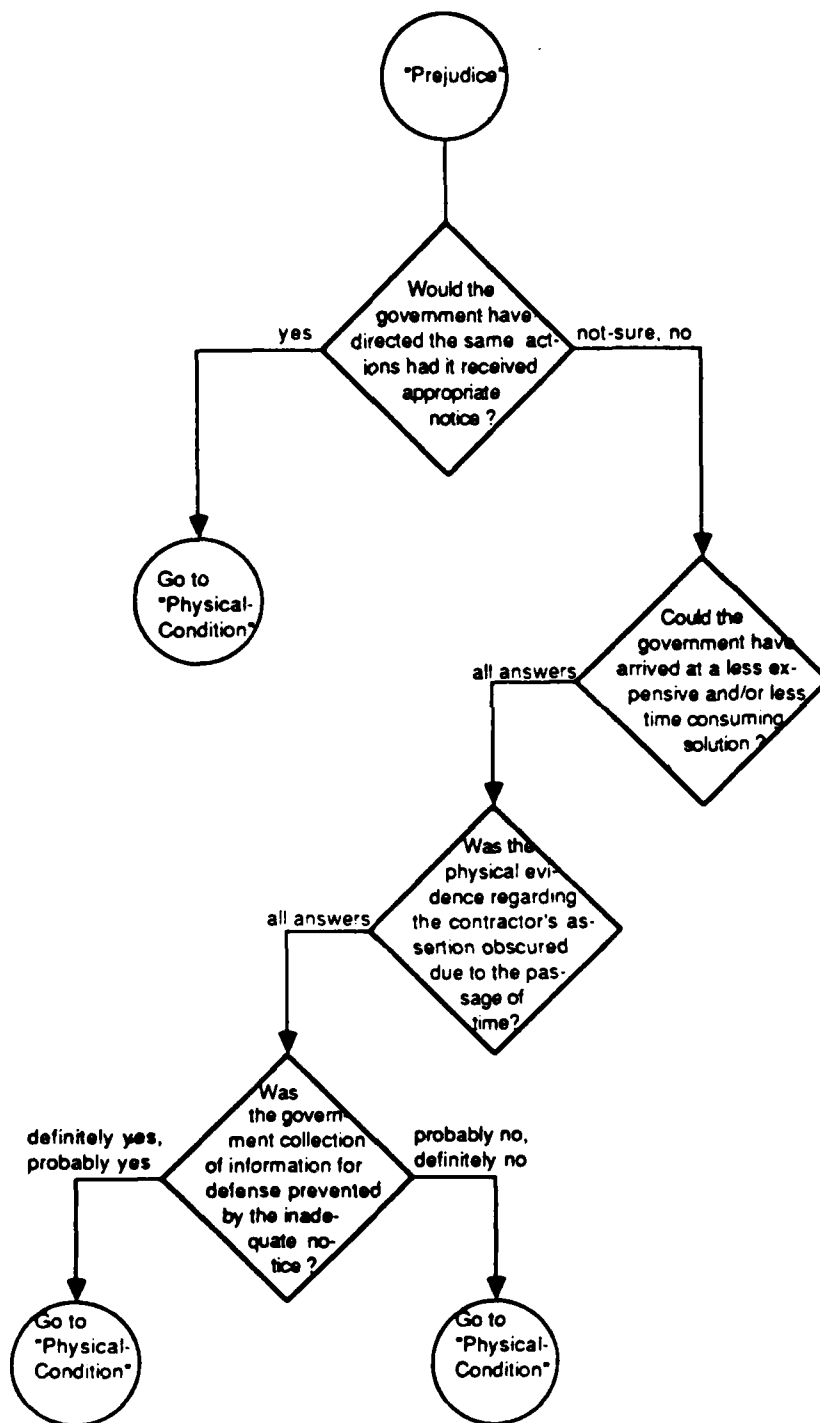 "Prejudice"
Would the
government have
directed the same act-
ions had it received
appropriate
notice ?
yes
not-sure, no
Go to
"Physical-
Condition"
Could the
government have
arrived at a less ex-
pensive and/or less
time consuming
solution ?
all answers
Was the
physical evi-
dence regarding
the contractor's as-
sertion obscured
due to the pas-
sage of
time?
all answers
Was
the govern-
ment collection
of information for
defense prevented
by the inade-
quate no-
tice ?
definitely yes,
probably yes
probably no,
definitely no
Go to
"Physical-
Condition"
Go to
"Physical-
Condition"